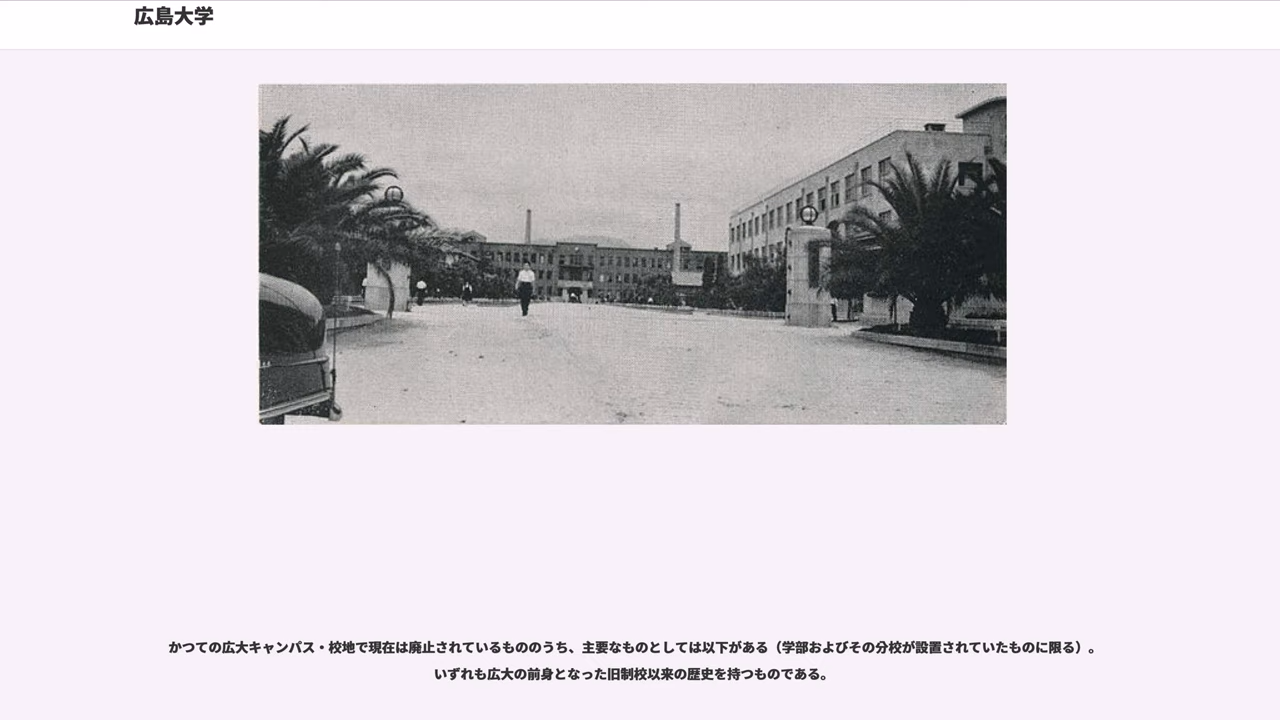 広島大学
かつての広大キャンパス・校地で現在は廃止されているもののうち、主要なものとしては以下がある（学部およびその分校が設置されていたものに限る）。
いずれも広大の前身となった旧制校以来の歴史を持つものである。